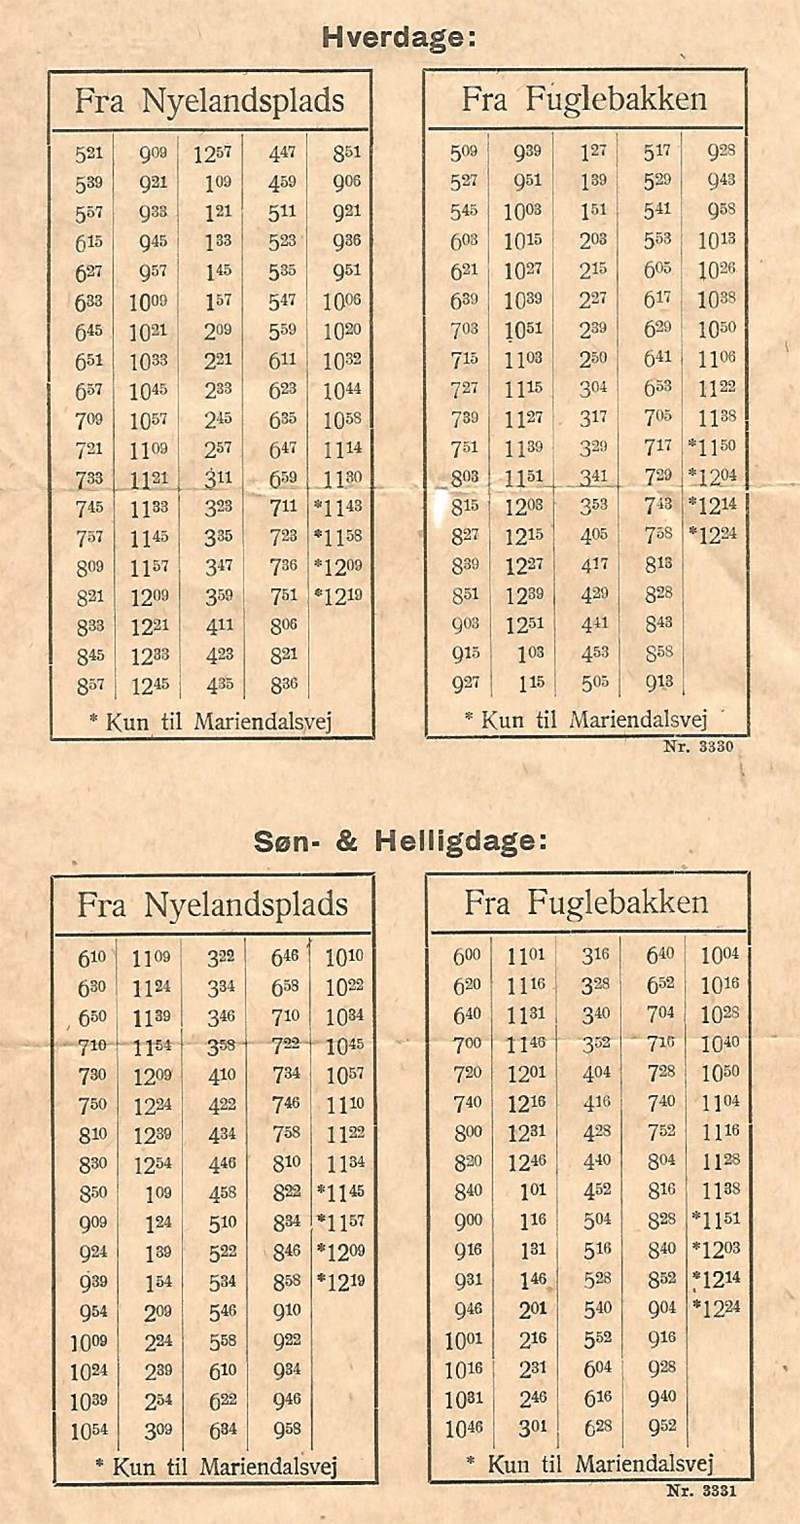 Hverdage:
Fra Nyelandsplads
521 909 1257 447 851
539 921 109 459 906
557 933 121 511 921
615 945 133 523 936
627 957 145 535 951
633 1009 157 547 1006
645 1021 209 559 1020
651 1033 221 611 1032
657 1045 233 623 1044
709 1057 245 635 1058
721 1109 257 647 1114
733 1121 311 659 1130
745 1133 323 711 *1143
757 1145 335 723 *1158
809 1157 347 736 *1209
821 1209 359 751 *1219
833 1221 411 806
845 1233 423 821
857 1245 435 836
* Kun til Mariendalsvej
Fra Fuglebakken
509 939 127 517 928
527 951 139 529 943
545 1003 151 541 958
603 1015 203 553 1013
621 1027 215 605 1026
639 1039 227 617 1038
703 1051 239 629 1050
715 1103 250 641 1106
727 1115 304 653 1122
739 1127 317 705 1138
751 1139 329 717 *1150
803 1151 341 729 *1204
815 1203 353 743 *1214
827 1215 405 758 *1224
839 1227 417 813
851 1239 429 828
903 1251 441 843
915 103 453 858
927 115 505 913
* Kun til Mariendalsvej
Nr. 3330
Søn- & Helligdage:
Fra Nyelandsplads
610 1109 322 646 1010
630 1124 334 658 1022
650 1139 346 710 1034
710 1154 358 722 1045
730 1209 410 734 1057
750 1224 422 746 1110
810 1239 434 758 1122
830 1254 446 810 1134
850 109 458 822 *1145
909 124 510 834 *1157
924 139 522 846 *1209
939 154 534 858 *1219
954 209 546 910
1009 224 558 922
1024 239 610 934
1039 254 622 946
1054 309 634 958
* Kun til Mariendalsvej
Fra Fuglebakken
600 1101 316 640 1004
620 1116 328 652 1016
640 1131 340 704 1028
700 1146 352 716 1040
720 1201 404 728 1050
740 1216 416 740 1104
800 1231 428 752 1116
820 1246 440 804 1128
840 101 452 816 1138
900 116 504 828 *1151
916 131 516 840 *1203
931 146 528 852 *1214
946 201 540 904 *1224
1001 216 552 916
1016 231 604 928
1031 246 616 940
1046 301 628 952
* Kun til Mariendalsvej
Nr. 3331